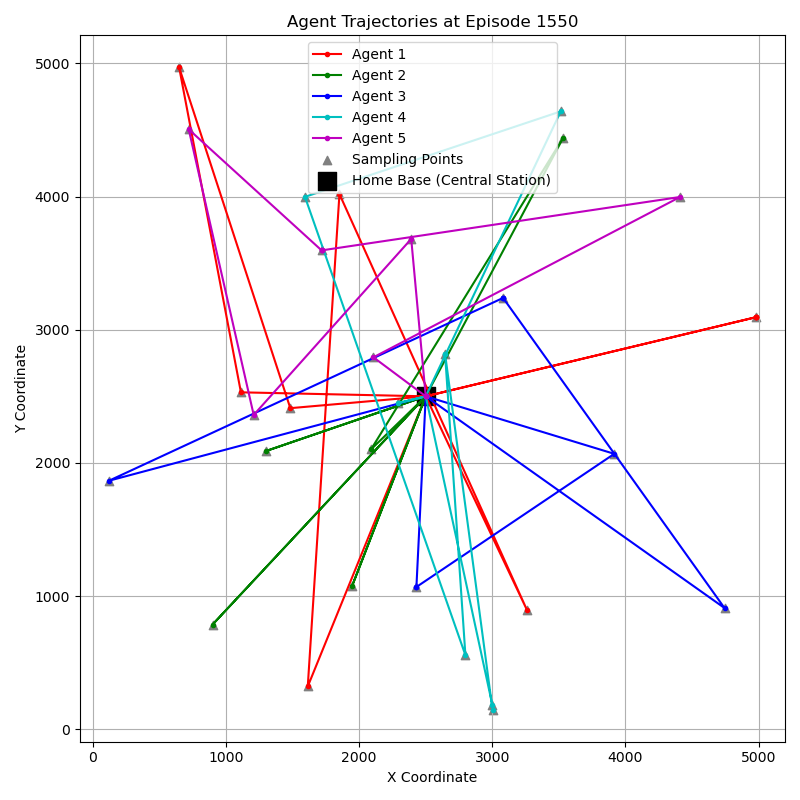 Agent Trajectories at Episode 1550
Agent 1
Agent 2
Agent 3
Agent 4
Agent 5
Sampling Points
Home Base (Central Station)
5000
4000
3000
2000
1000
0
Y Coordinate
0 1000 2000 3000 4000 5000
X Coordinate